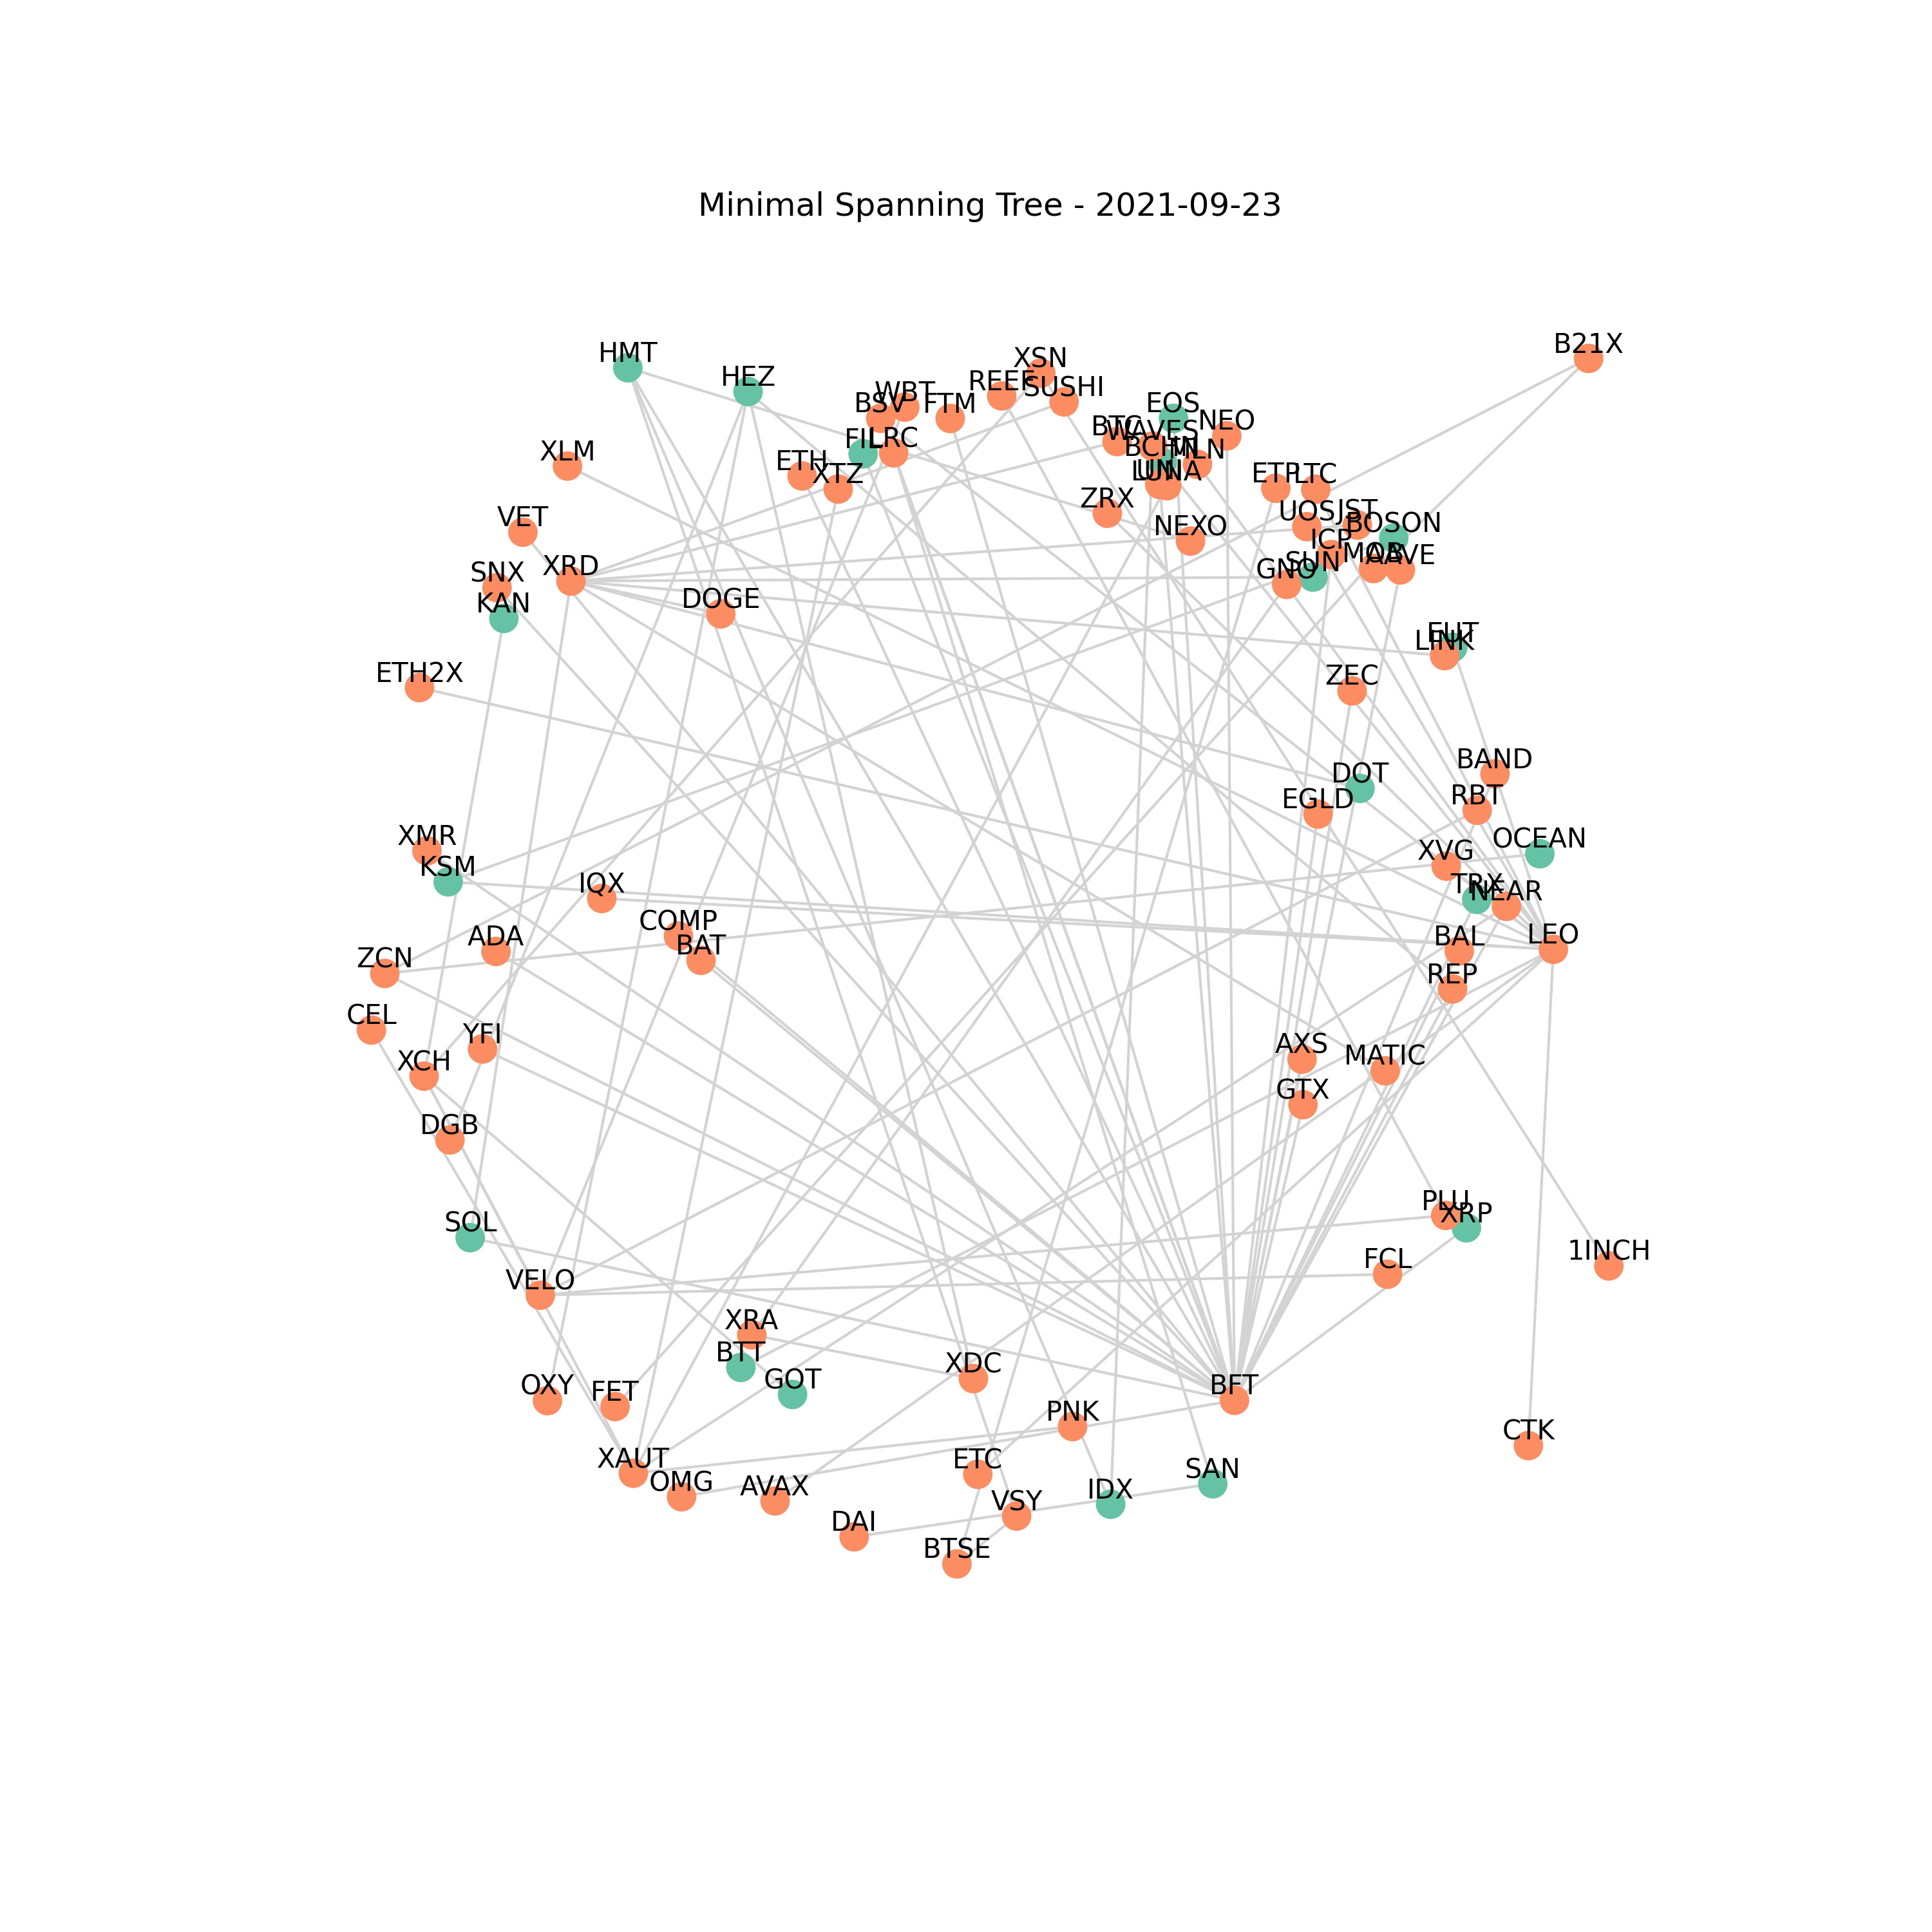 Minimal Spanning Tree - 2021-09-23
B21X
HMT
XSN
HEZ
REEF
SUSHI
WBT
BSV
FTM
EOS
NEO
BTC
WAVES
FIL
LRC
XLM
ETH
XTZ
MLN
LUNA
ETP
LTC
ZRX
UOS
JST
VET
NEXO
BOSON
ICP
MOB
AAVE
SUN
GNO
SNX
XRD
KAN
DOGE
LINK
ETH2X
ZEC
BAND
DOT
EGLD
RBT
XMR
OCEAN
XVG
KSM
IQX
TRX
NEAR
COMP
ADA
BAT
BAL
LEO
ZCN
REP
CEL
YFI
AXS
MATIC
XCH
GTX
DGB
PLU
XRP
SOL
1INCH
FCL
VELO
XRA
BTT
XDC
GOT
OXY
FET
BFT
PNK
CTK
XAUT
ETC
SAN
OMG
AVAX
IDX
VSY
DAI
BTSE